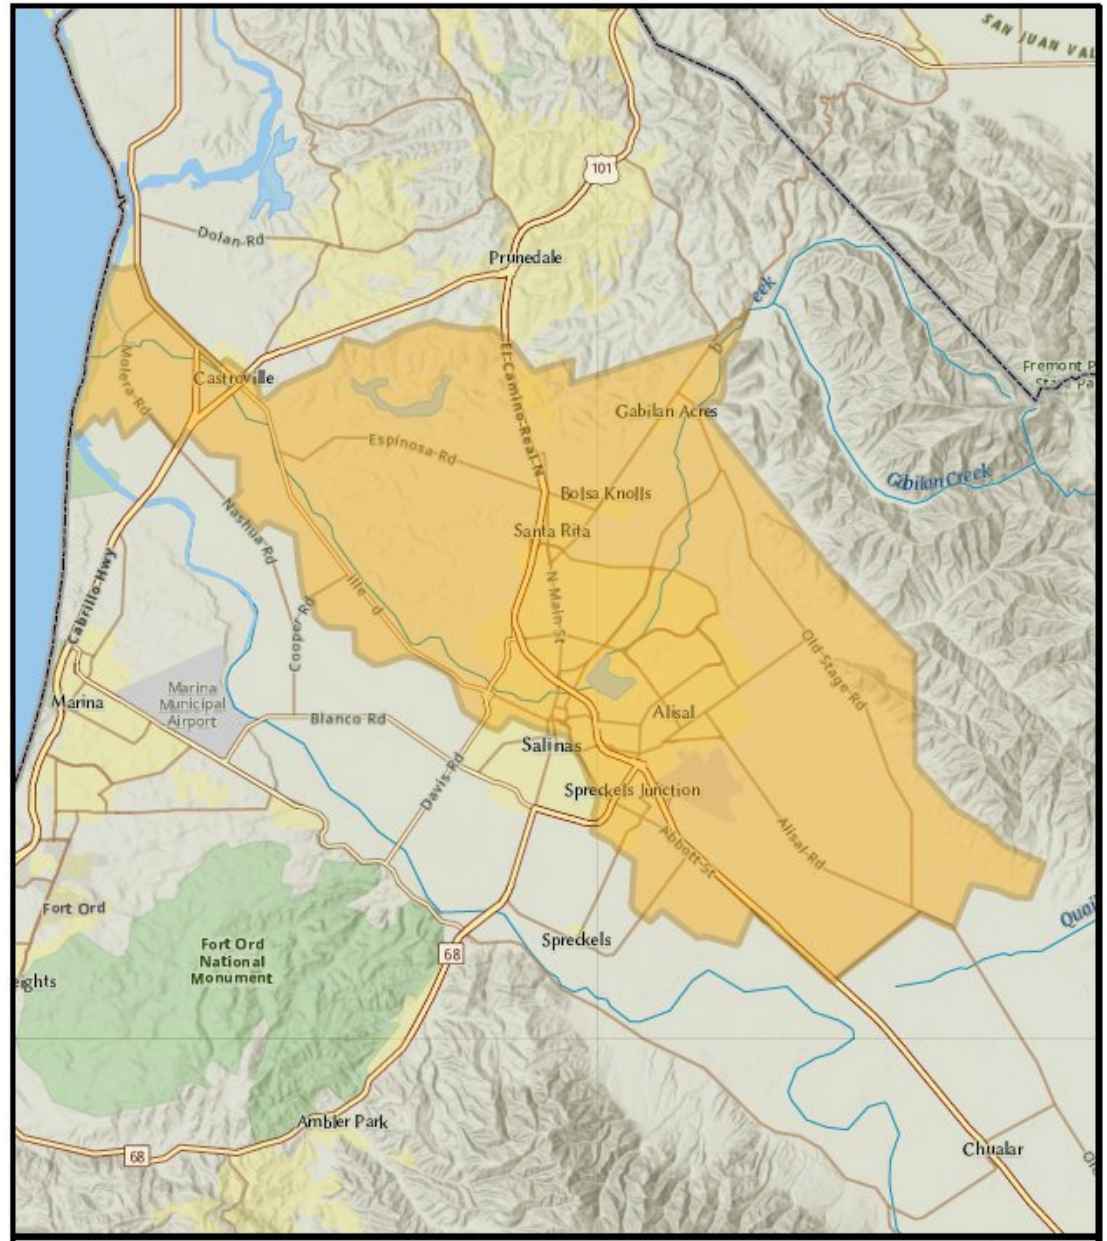 SAN JUAN VAL
101
Dolan-Rd
Prunedale
eek
Fremont P
State Pa
Molera-Rd
Castroville
El-Camino-Real-N
Gabilan Acres
Espinosa-Rd
Gabilan Creek
Bolsa Knolls
Nashua-Rd
Santa Rita
Cabrillo-Hwy
ille
d
N-Main-St
Cooper-Rd
Old-Stage-Rd
Marina
Marina
Municipal
Airport
Blanco Rd
Alisal
Salinas
Davis-Rd
Spreckels Junction
Abbott-St
Alisal-Rd
Fort Ord
Quai
Fort Ord
National
Monument
Spreckels
68
eights
Ambler Park
68
Chualar